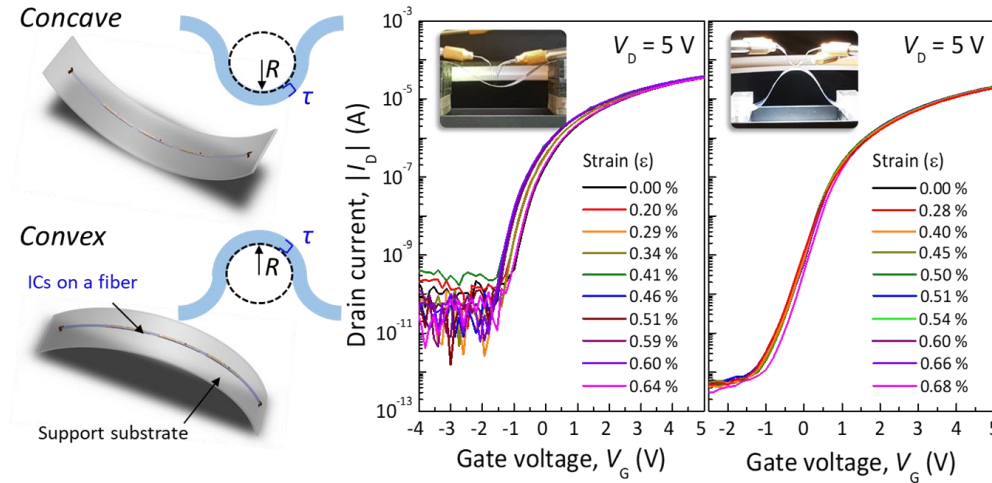 Concave
R
τ
Convex
τ
R
ICs on a fiber
Support substrate
Drain current, |I_D| (A)
10⁻³
10⁻⁵
10⁻⁷
10⁻⁹
10⁻¹¹
10⁻¹³
V_D = 5 V
Strain (ε)
0.00 %
0.20 %
0.29 %
0.34 %
0.41 %
0.46 %
0.51 %
0.59 %
0.60 %
0.64 %
-4 -3 -2 -1 0 1 2 3 4 5
Gate voltage, V_G (V)
V_D = 5 V
Strain (ε)
0.00 %
0.28 %
0.40 %
0.45 %
0.50 %
0.51 %
0.54 %
0.60 %
0.66 %
0.68 %
-2 -1 0 1 2 3 4 5
Gate voltage, V_G (V)